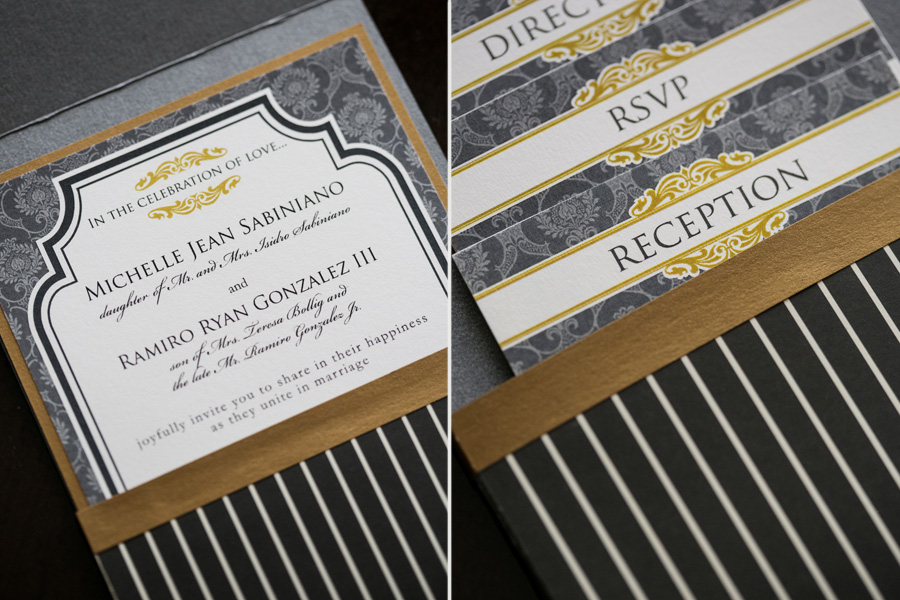 IN THE CELEBRATION OF LOVE...
MICHELLE JEAN SABINIANO
daughter of Mr. and Mrs. Isidro Sabiniano
and
RAMIRO RYAN GONZALEZ III
son of Mrs. Teresa Bollig and
the late Mr. Ramiro Gonzalez Jr.
joyfully invite you to share in their happiness
as they unite in marriage
DIRECT
RSVP
RECEPTION